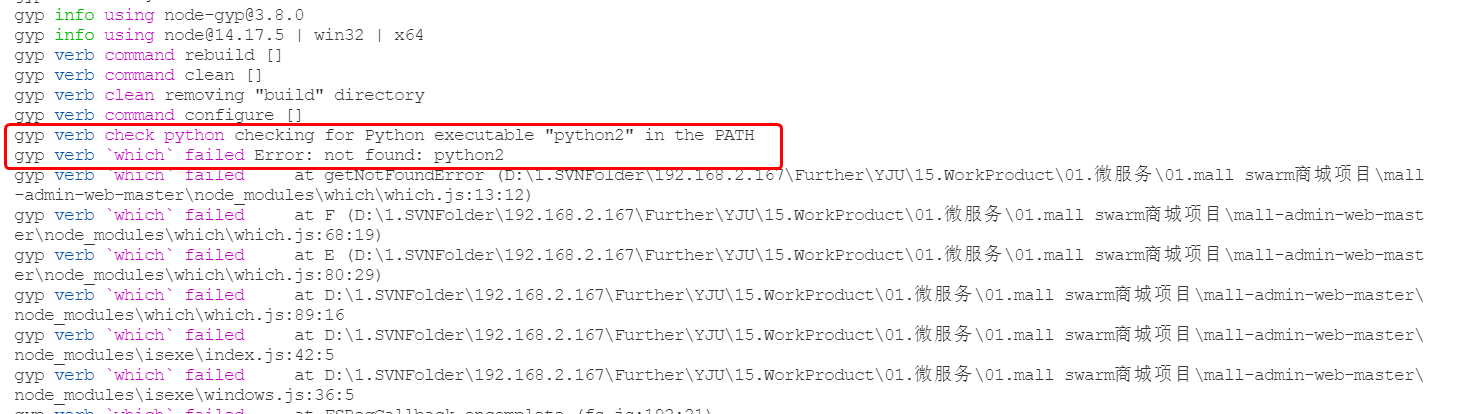 gyp info using node-gyp@3.8.0
gyp info using node@14.17.5 | win32 | x64
gyp verb command rebuild []
gyp verb command clean []
gyp verb clean removing "build" directory
gyp verb command configure []
gyp verb check python checking for Python executable "python2" in the PATH
gyp verb `which` failed Error: not found: python2
gyp verb `which` failed     at getNotFoundError (D:\1.SVNFolder\192.168.2.167\Further\YJU\15.WorkProduct\01.微服务\01.mall swarm商城项目\mall
-admin-web-master\node_modules\which\which.js:13:12)
gyp verb `which` failed     at F (D:\1.SVNFolder\192.168.2.167\Further\YJU\15.WorkProduct\01.微服务\01.mall swarm商城项目\mall-admin-web-mast
er\node_modules\which\which.js:68:19)
gyp verb `which` failed     at E (D:\1.SVNFolder\192.168.2.167\Further\YJU\15.WorkProduct\01.微服务\01.mall swarm商城项目\mall-admin-web-mast
er\node_modules\which\which.js:80:29)
gyp verb `which` failed     at D:\1.SVNFolder\192.168.2.167\Further\YJU\15.WorkProduct\01.微服务\01.mall swarm商城项目\mall-admin-web-master\
node_modules\which\which.js:89:16
gyp verb `which` failed     at D:\1.SVNFolder\192.168.2.167\Further\YJU\15.WorkProduct\01.微服务\01.mall swarm商城项目\mall-admin-web-master\
node_modules\isexe\index.js:42:5
gyp verb `which` failed     at D:\1.SVNFolder\192.168.2.167\Further\YJU\15.WorkProduct\01.微服务\01.mall swarm商城项目\mall-admin-web-master\
node_modules\isexe\windows.js:36:5
gyp verb `which` failed     at FSReqCallback.oncomplete (fs.js:192:21)